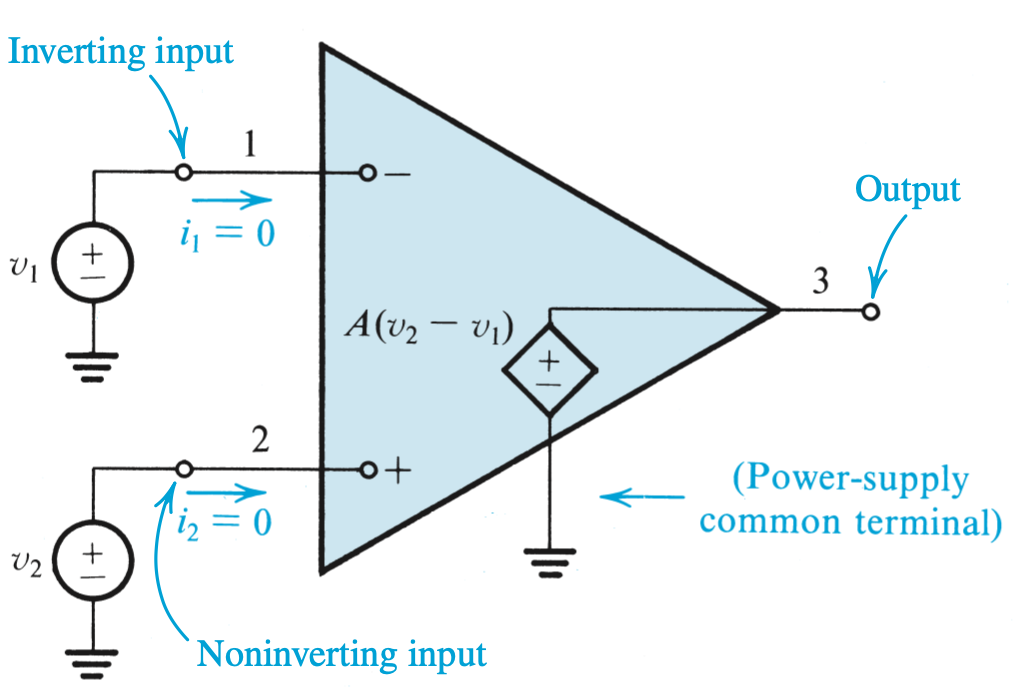 Inverting input
1
−
i₁ = 0
v₁
+
−
Output
3
A(v₂ − v₁)
+
−
2
+
i₂ = 0
v₂
+
−
(Power-supply
common terminal)
Noninverting input